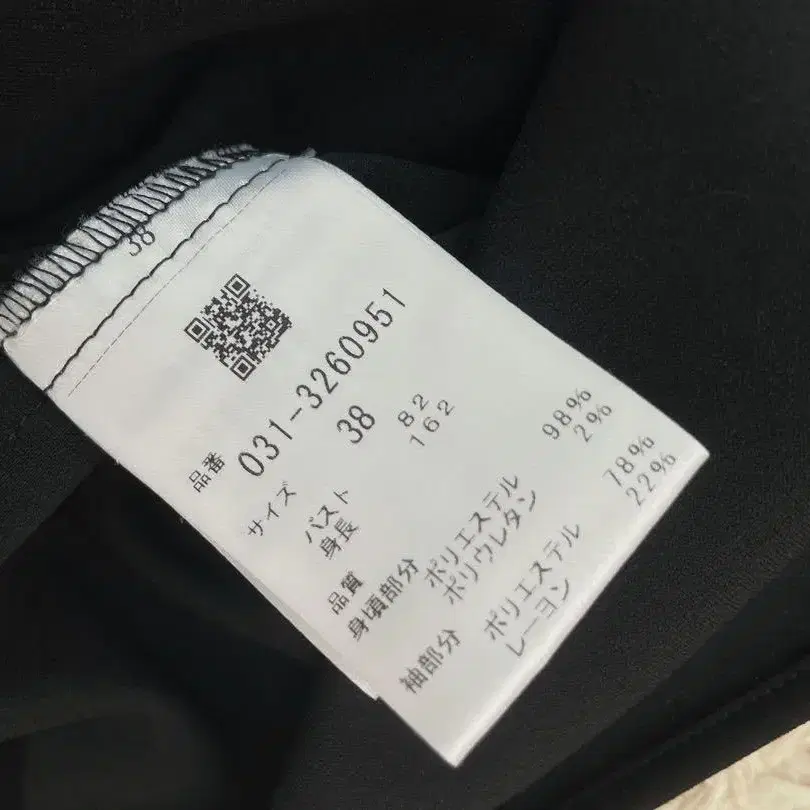 38
品番 031-3260951
サイズ 38
バスト 82
身長 162
品質
身頃部分 ポリエステル 98%
ポリウレタン 2%
袖部分 ポリエステル 78%
レーヨン 22%